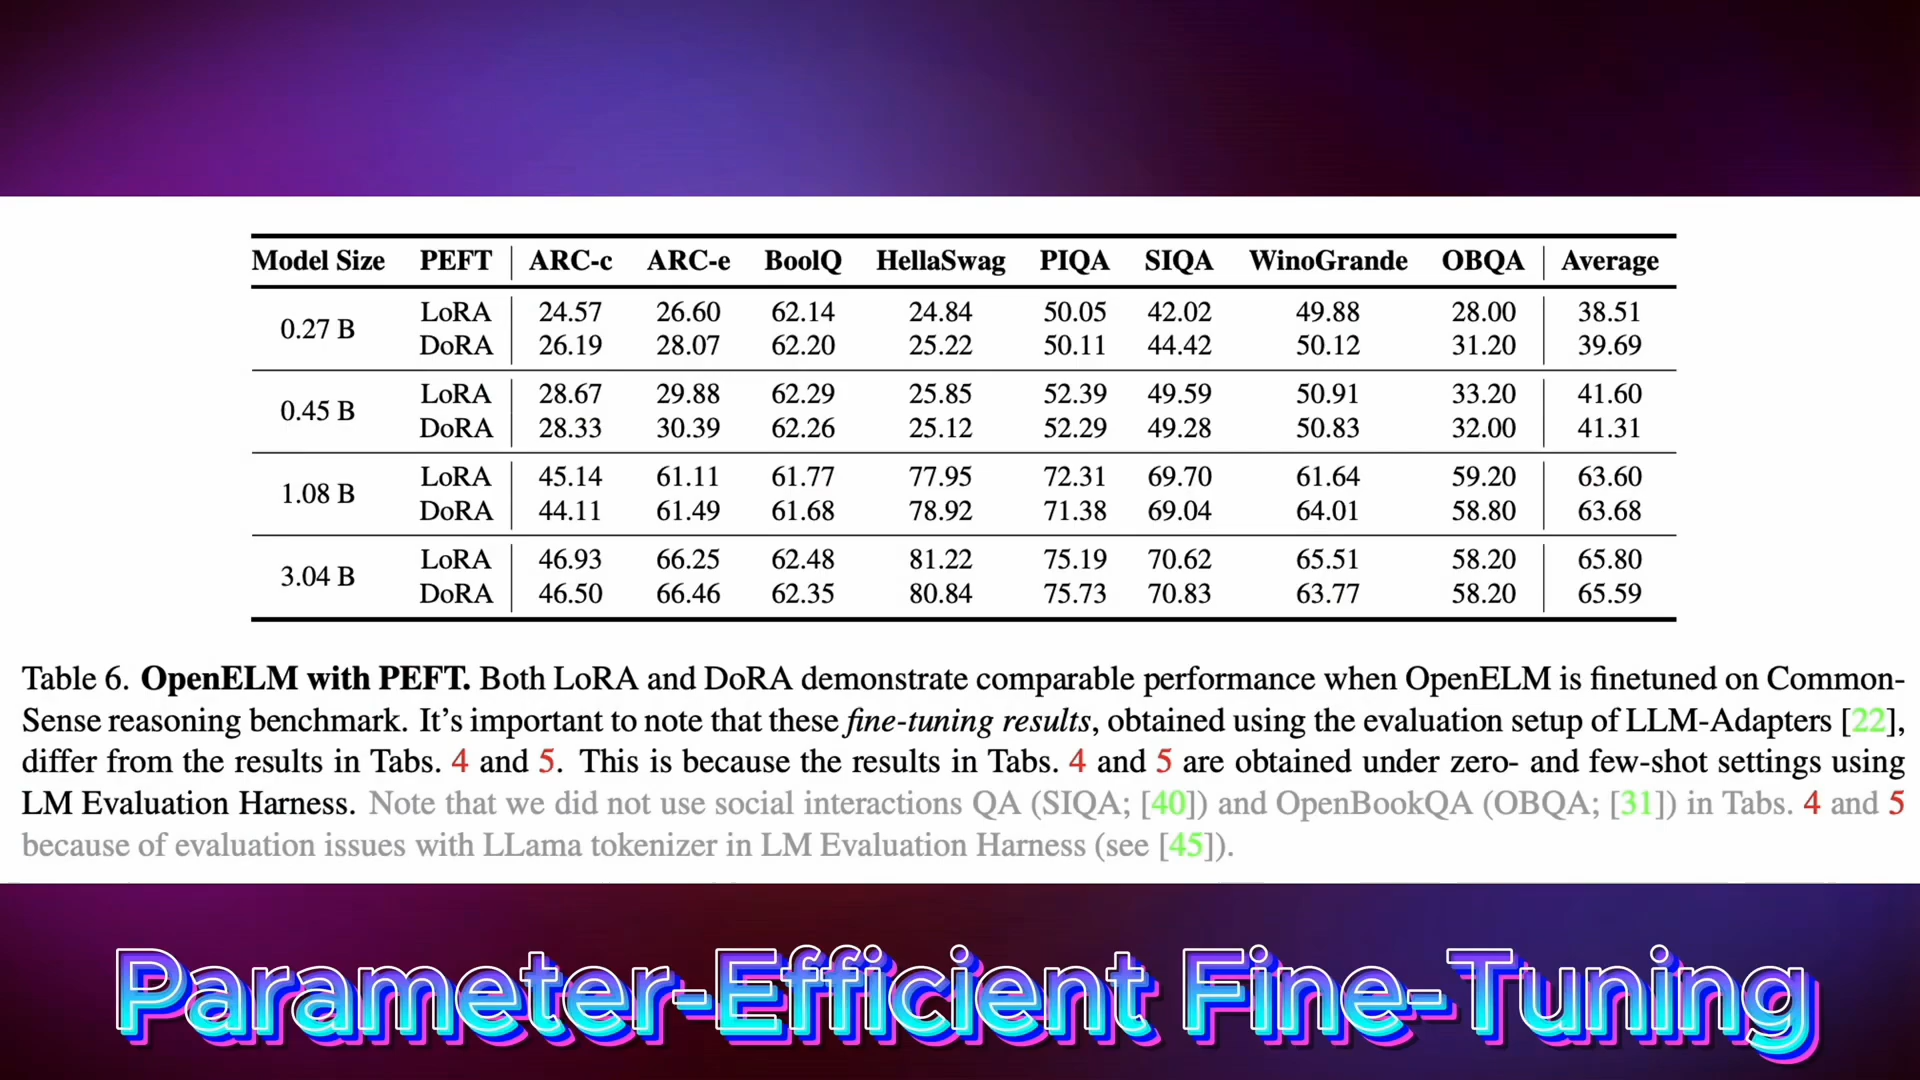 Model Size PEFT ARC-c ARC-e BoolQ HellaSwag PIQA SIQA WinoGrande OBQA Average
0.27 B
LoRA 24.57 26.60 62.14 24.84 50.05 42.02 49.88 28.00 38.51
DoRA 26.19 28.07 62.20 25.22 50.11 44.42 50.12 31.20 39.69
0.45 B
LoRA 28.67 29.88 62.29 25.85 52.39 49.59 50.91 33.20 41.60
DoRA 28.33 30.39 62.26 25.12 52.29 49.28 50.83 32.00 41.31
1.08 B
LoRA 45.14 61.11 61.77 77.95 72.31 69.70 61.64 59.20 63.60
DoRA 44.11 61.49 61.68 78.92 71.38 69.04 64.01 58.80 63.68
3.04 B
LoRA 46.93 66.25 62.48 81.22 75.19 70.62 65.51 58.20 65.80
DoRA 46.50 66.46 62.35 80.84 75.73 70.83 63.77 58.20 65.59
Table 6. OpenELM with PEFT. Both LoRA and DoRA demonstrate comparable performance when OpenELM is finetuned on Common-
Sense reasoning benchmark. It’s important to note that these fine-tuning results, obtained using the evaluation setup of LLM-Adapters [22],
differ from the results in Tabs. 4 and 5. This is because the results in Tabs. 4 and 5 are obtained under zero- and few-shot settings using
LM Evaluation Harness. Note that we did not use social interactions QA (SIQA; [40]) and OpenBookQA (OBQA; [31]) in Tabs. 4 and 5
because of evaluation issues with LLama tokenizer in LM Evaluation Harness (see [45]).
Parameter-Efficient Fine-Tuning